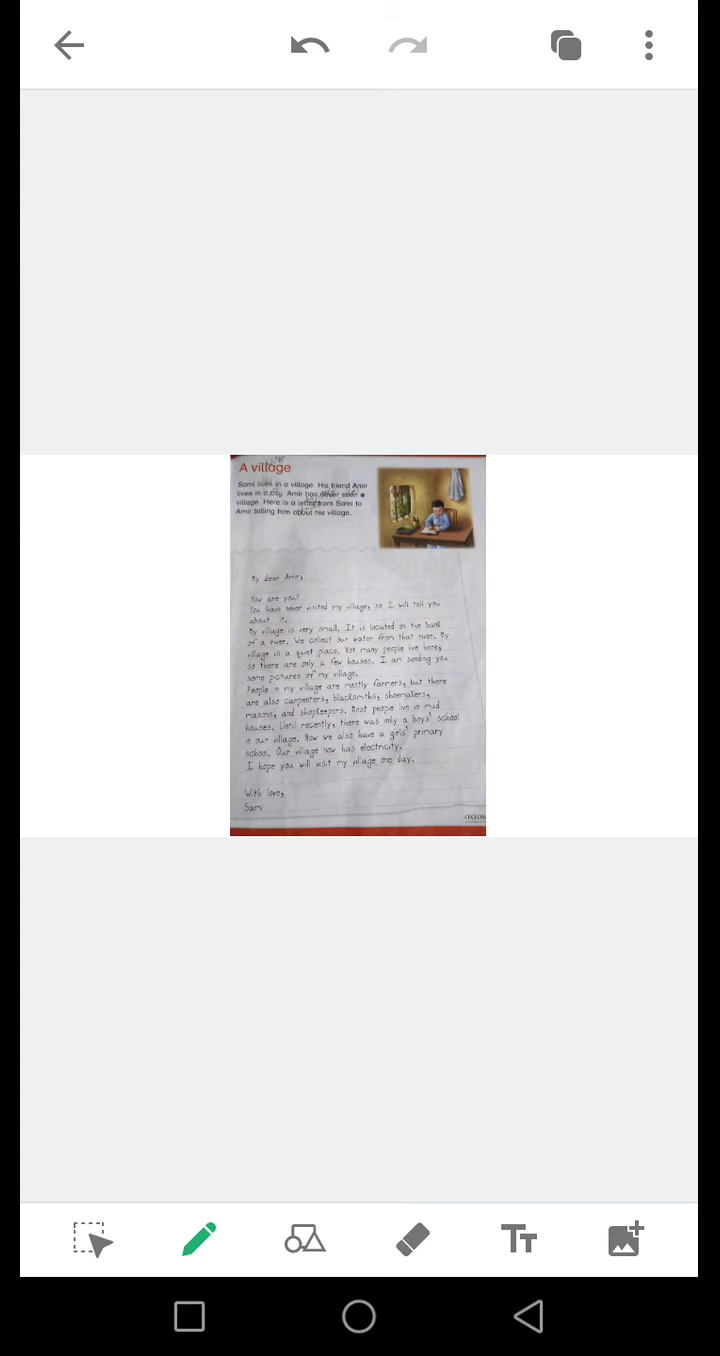 A village
Sami lives in a village. His friend Amir
lives in a city. Amir has never seen a
village. Here is a letter from Sami to
Amir telling him about his village.
My dear Amir,
How are you?
You have never visited my village, so I will tell you
about it.
My village is very small. It is located on the bank
of a river. We collect our water from that river. My
village is a quiet place. Not many people live here,
so there are only a few houses. I am sending you
some pictures of my village.
People in my village are mostly farmers, but there
are also carpenters, blacksmiths, shoemakers,
masons, and shopkeepers. Most people live in mud
houses. Until recently, there was only a boys' school
in our village. Now we also have a girls' primary
school. Our village now has electricity.
I hope you will visit my village one day.
With love,
Sami
OXFOR
TT